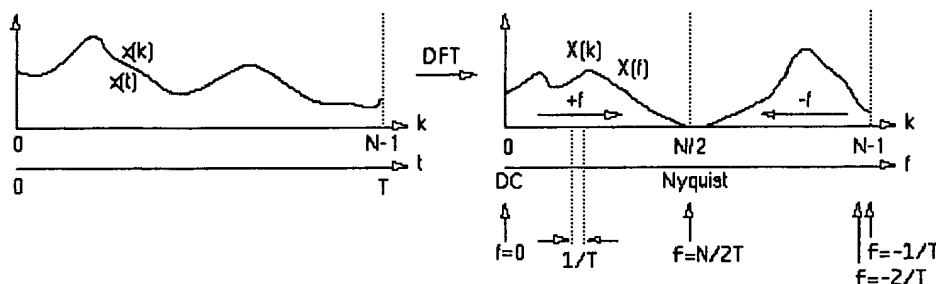 x(k)
x(t)
k
0
N-1
t
0
T
DFT
X(k)
X(f)
+f
-f
k
0
N/2
N-1
f
DC
Nyquist
f=0
1/T
f=N/2T
f=-1/T
f=-2/T